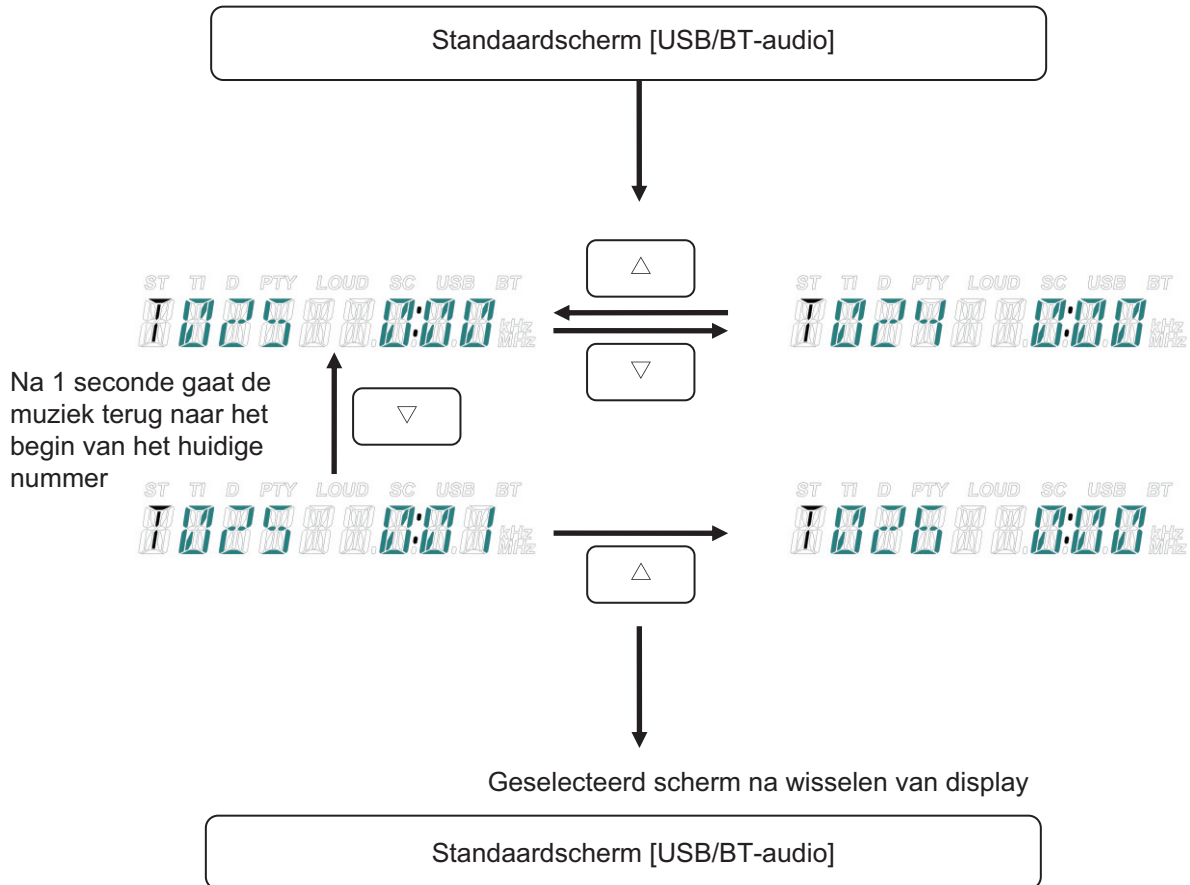 Standaardscherm [USB/BT-audio]
△
ST TI D PTY LOUD SC USB BT
T025 0:00 kHz MHz
ST TI D PTY LOUD SC USB BT
T024 0:00 kHz MHz
▽
Na 1 seconde gaat de
muziek terug naar het
begin van het huidige
nummer
▽
ST TI D PTY LOUD SC USB BT
T025 0:01 kHz MHz
ST TI D PTY LOUD SC USB BT
T026 0:00 kHz MHz
△
Geselecteerd scherm na wisselen van display
Standaardscherm [USB/BT-audio]